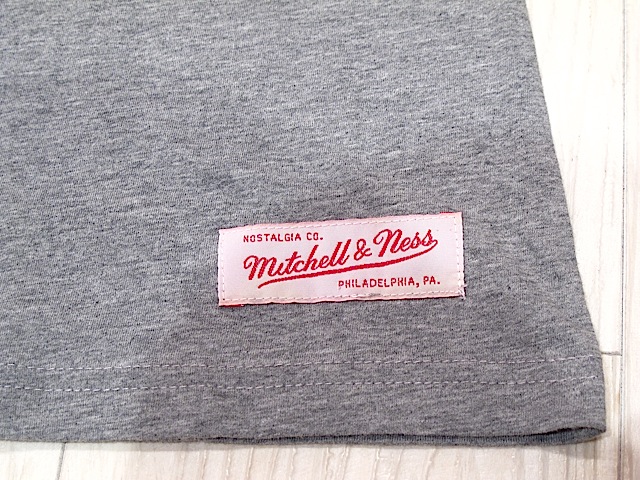 NOSTALGIA CO.
Mitchell & Ness
PHILADELPHIA, PA.